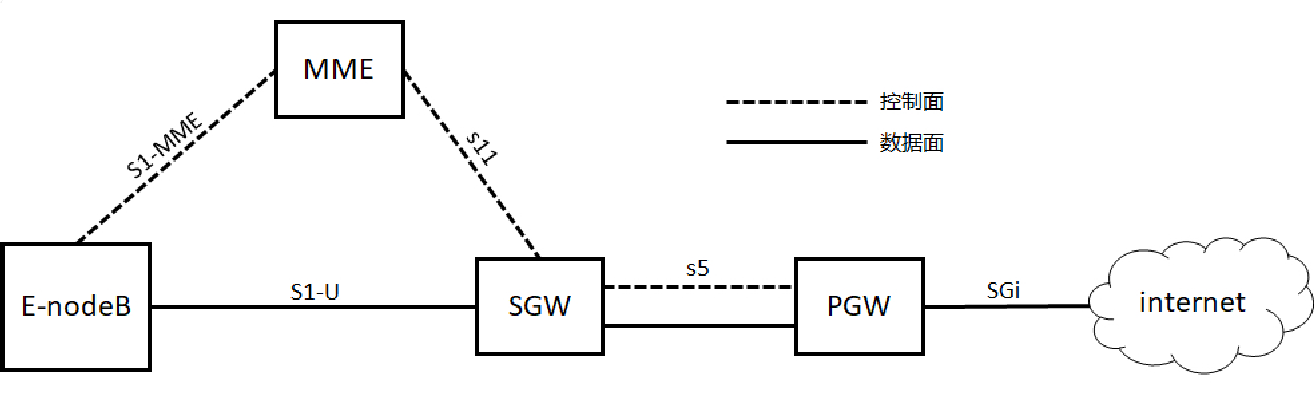 MME
控制面
数据面
S1-MME
s11
E-nodeB
S1-U
SGW
s5
PGW
SGi
internet